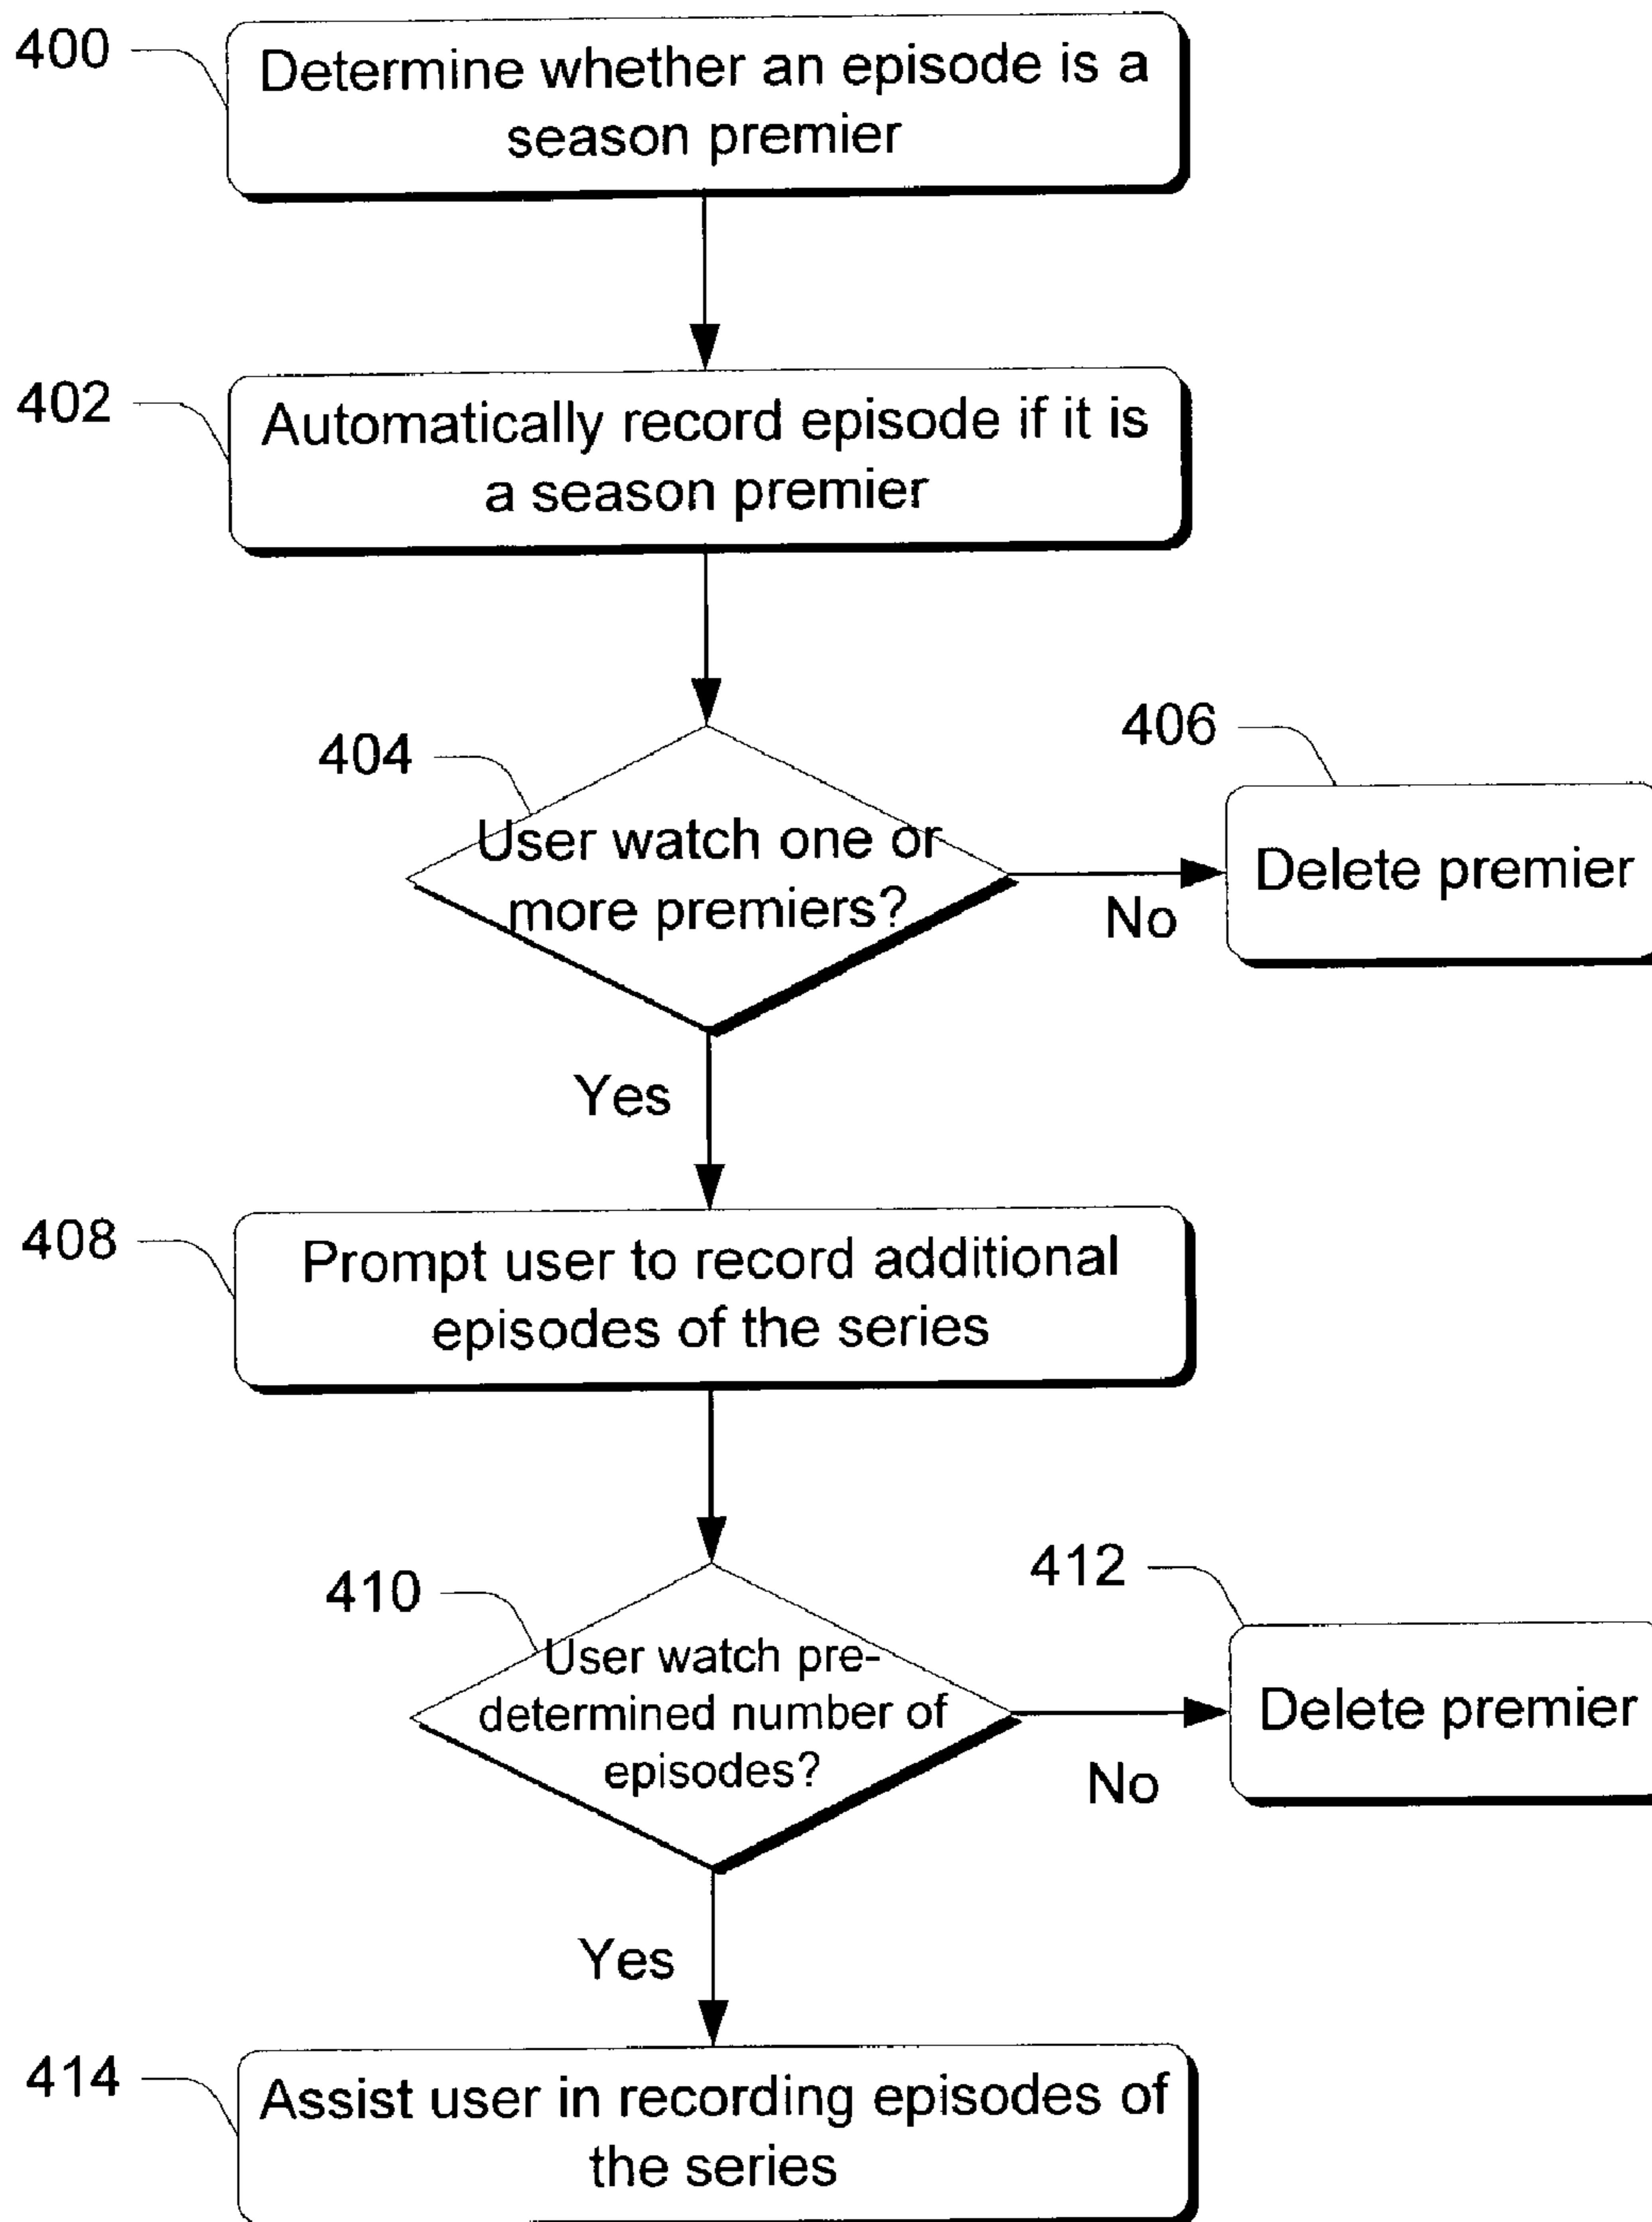 400
Determine whether an episode is a
season premier
402
Automatically record episode if it is
a season premier
404
User watch one or
more premiers?
406
Delete premier
No
Yes
408
Prompt user to record additional
episodes of the series
410
User watch pre-
determined number of
episodes?
412
Delete premier
No
Yes
414
Assist user in recording episodes of
the series